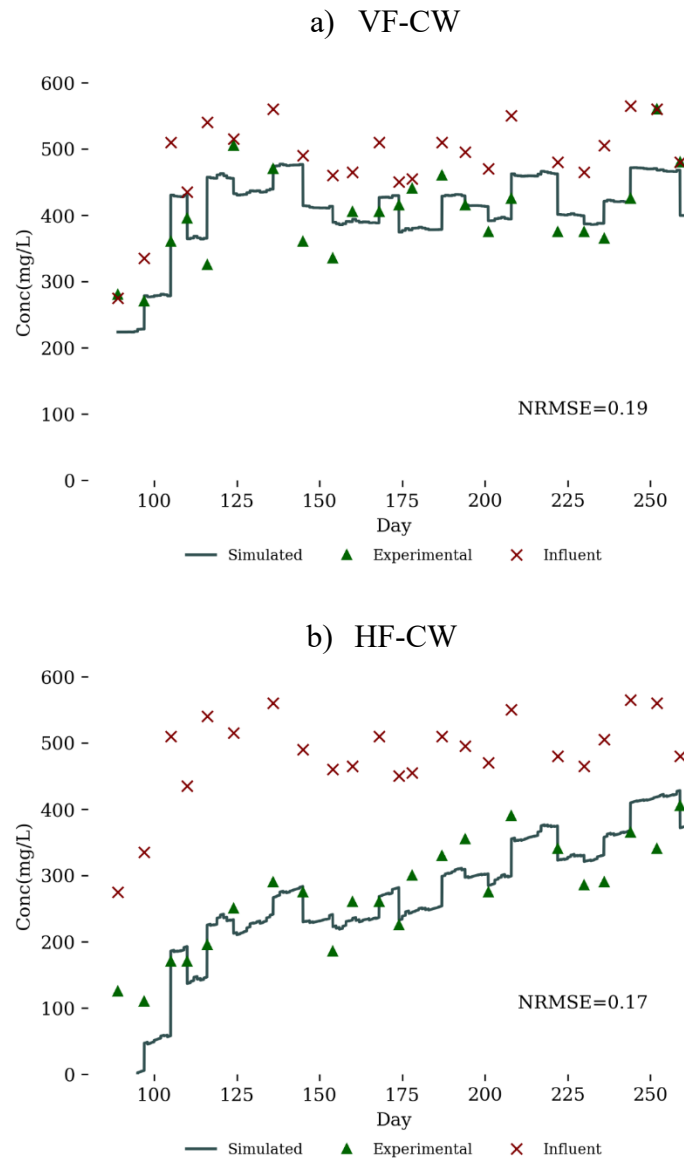 a) VF-CW
600
500
400
300
200
100
0
Conc(mg/L)
NRMSE=0.19
100 125 150 175 200 225 250
Day
Simulated Experimental Influent
b) HF-CW
600
500
400
300
200
100
0
Conc(mg/L)
NRMSE=0.17
100 125 150 175 200 225 250
Day
Simulated Experimental Influent